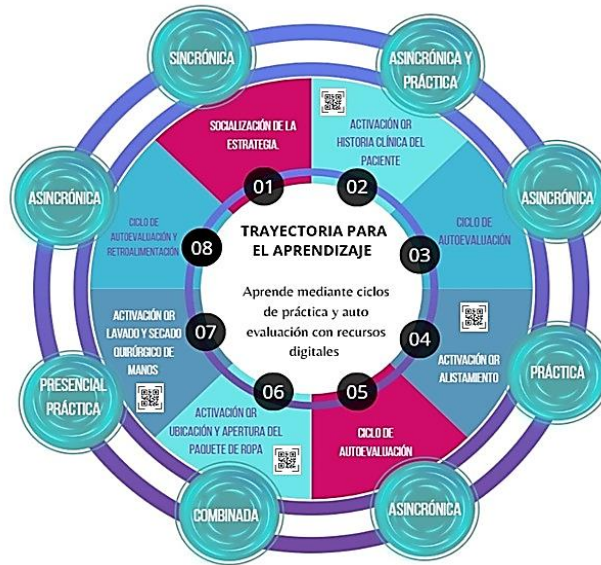 SINCRÓNICA
ASINCRÓNICA Y
PRÁCTICA
ASINCRÓNICA
PRÁCTICA
ASINCRÓNICA
COMBINADA
PRESENCIAL
PRÁCTICA
ASINCRÓNICA
SOCIALIZACIÓN DE LA
ESTRATEGIA.
01
ACTIVACIÓN QR
HISTORIA CLÍNICA DEL
PACIENTE
02
CICLO DE
AUTOEVALUACIÓN
03
ACTIVACIÓN QR
ALISTAMIENTO
04
CICLO DE
AUTOEVALUACIÓN
05
ACTIVACIÓN QR
UBICACIÓN Y APERTURA DEL
PAQUETE DE ROPA
06
ACTIVACIÓN QR
LAVADO Y SECADO
QUIRÚRGICO DE
MANOS
07
CICLO DE
AUTOEVALUACIÓN Y
RETROALIMENTACIÓN
08
TRAYECTORIA PARA
EL APRENDIZAJE
Aprende mediante ciclos
de práctica y auto
evaluación con recursos
digitales